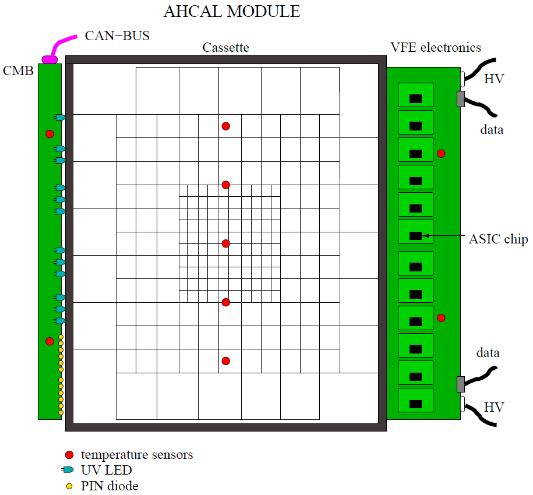 AHCAL MODULE
CAN−BUS
Cassette
VFE electronics
CMB
HV
data
ASIC chip
data
HV
temperature sensors
UV LED
PIN diode